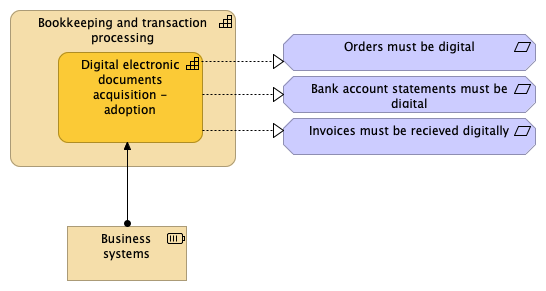 Bookkeeping and transaction
processing
Digital electronic
documents
acquisition –
adoption
Orders must be digital
Bank account statements must be
digital
Invoices must be recieved digitally
Business
systems